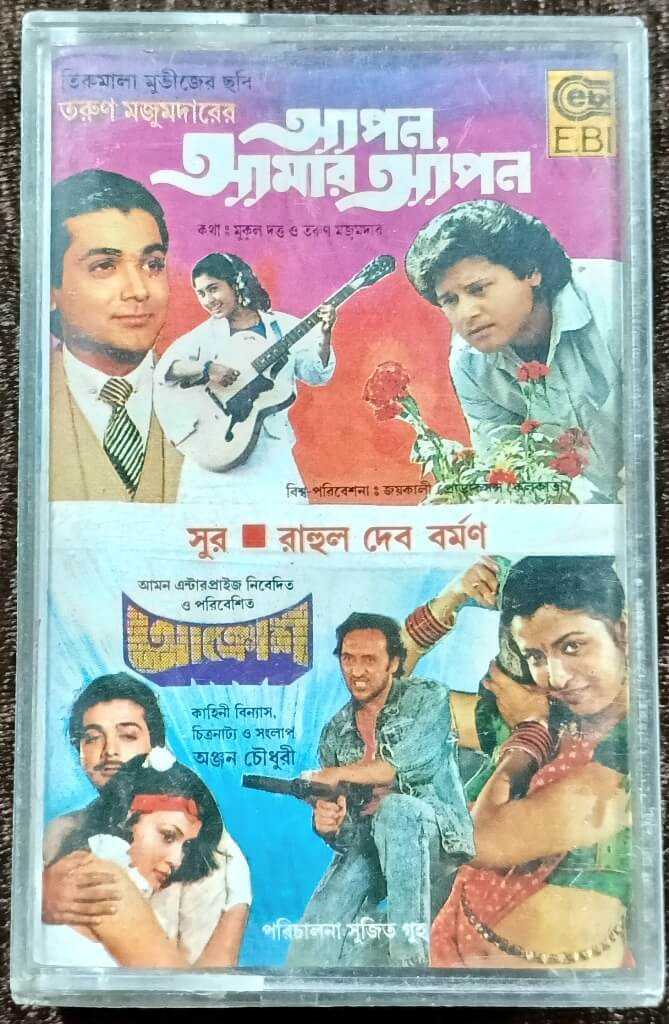 তিরুমালা মুভীজের ছবি
তরুণ মজুমদারের
আপন,
আমার আপন
EBI
কথা : মুকুল দত্ত ও তরুণ মজুমদার
বিশ্ব-পরিবেশনা : জয়কালী
সুর ■ রাহুল দেব বর্মণ
আমন এন্টারপ্রাইজ নিবেদিত
ও পরিবেশিত
আক্রোশ
কাহিনী বিন্যাস,
চিত্রনাট্য ও সংলাপ
অঞ্জন চৌধুরী
পরিচালনা সুজিত গুহ